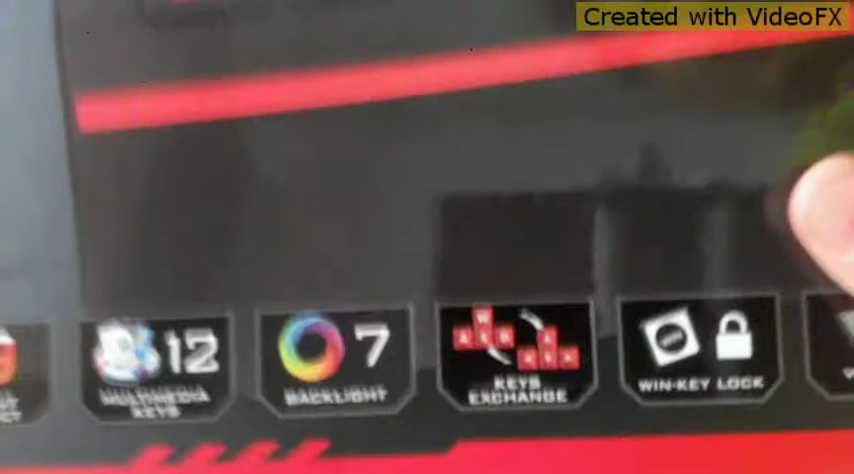 Created with VideoFX
12
MULTIMEDIA
KEYS
7
BACKLIGHT
KEYS
EXCHANGE
WIN-KEY LOCK